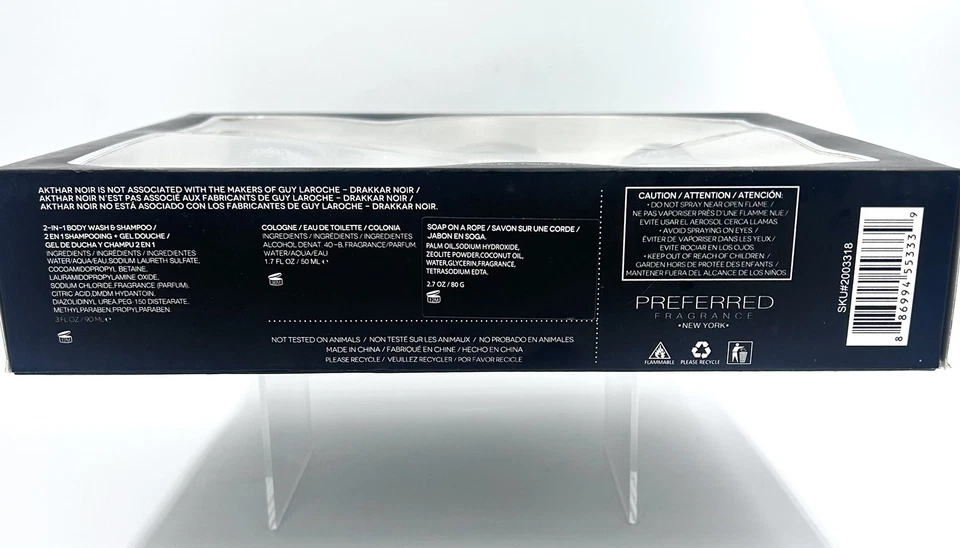 AKTHAR NOIR IS NOT ASSOCIATED WITH THE MAKERS OF GUY LAROCHE - DRAKKAR NOIR /
AKTHAR NOIR N'EST PAS ASSOCIÉ AUX FABRICANTS DE GUY LAROCHE - DRAKKAR NOIR /
AKTHAR NOIR NO ESTÁ ASOCIADO CON LOS FABRICANTES DE GUY LAROCHE - DRAKKAR NOIR.
2-IN-1 BODY WASH & SHAMPOO /
2 EN 1 SHAMPOOING + GEL DOUCHE /
GEL DE DUCHA Y CHAMPU 2 EN 1
INGREDIENTS / INGRÉDIENTS / INGREDIENTES
WATER/AQUA/EAU, SODIUM LAURETH SULFATE,
COCOAMIDOPROPYL BETAINE,
LAURAMIDOPROPYLAMINE OXIDE,
SODIUM CHLORIDE, FRAGRANCE (PARFUM),
CITRIC ACID, DMDM HYDANTON,
DIAZOLIDINYL UREA, PEG-150 DISTEARATE,
METHYLPARABEN, PROPYLPARABEN.
3 FL OZ / 90 ML e
12M
COLOGNE / EAU DE TOILETTE / COLONIA
INGREDIENTS / INGRÉDIENTS / INGREDIENTES
ALCOHOL DENAT. 40-B, FRAGRANCE/PARFUM,
WATER/AQUA/EAU
1.7 FL OZ / 50 ML e
SOAP ON A ROPE / SAVON SUR UNE CORDE /
JABON EN SOGA.
PALM OIL, SODIUM HYDROXIDE,
ZEOLITE POWDER, COCONUT OIL,
WATER, GLYCERIN, FRAGRANCE,
TETRASODIUM EDTA.
2.7 OZ / 80 G
12M
NOT TESTED ON ANIMALS / NON TESTÉ SUR LES ANIMAUX / NO PROBADO EN ANIMALES
MADE IN CHINA / FABRIQUÉ EN CHINE / HECHO EN CHINA
PLEASE RECYCLE / VEUILLEZ RECYCLER / POR FAVOR RECICLE
CAUTION / ATTENTION / ATENCIÓN:
• DO NOT SPRAY NEAR OPEN FLAME /
NE PAS VAPORISER PRÈS D'UNE FLAMME NUE /
EVITE USAR EL AEROSOL CERCA LLAMAS
• AVOID SPRAYING ON EYES /
ÉVITER DE VAPORISER DANS LES YEUX /
EVITE ROCIAR EN LOS OJOS
• KEEP OUT OF REACH OF CHILDREN /
GARDEN HORS DE PROTÉE DES ENFANTS /
MANTENER FUERA DEL ALCANCE DE LOS NIÑOS
PREFERRED
FRAGRANCE
• NEW YORK •
FLAMMABLE
PLEASE RECYCLE
SKU#2003318
8 86994 55333 9